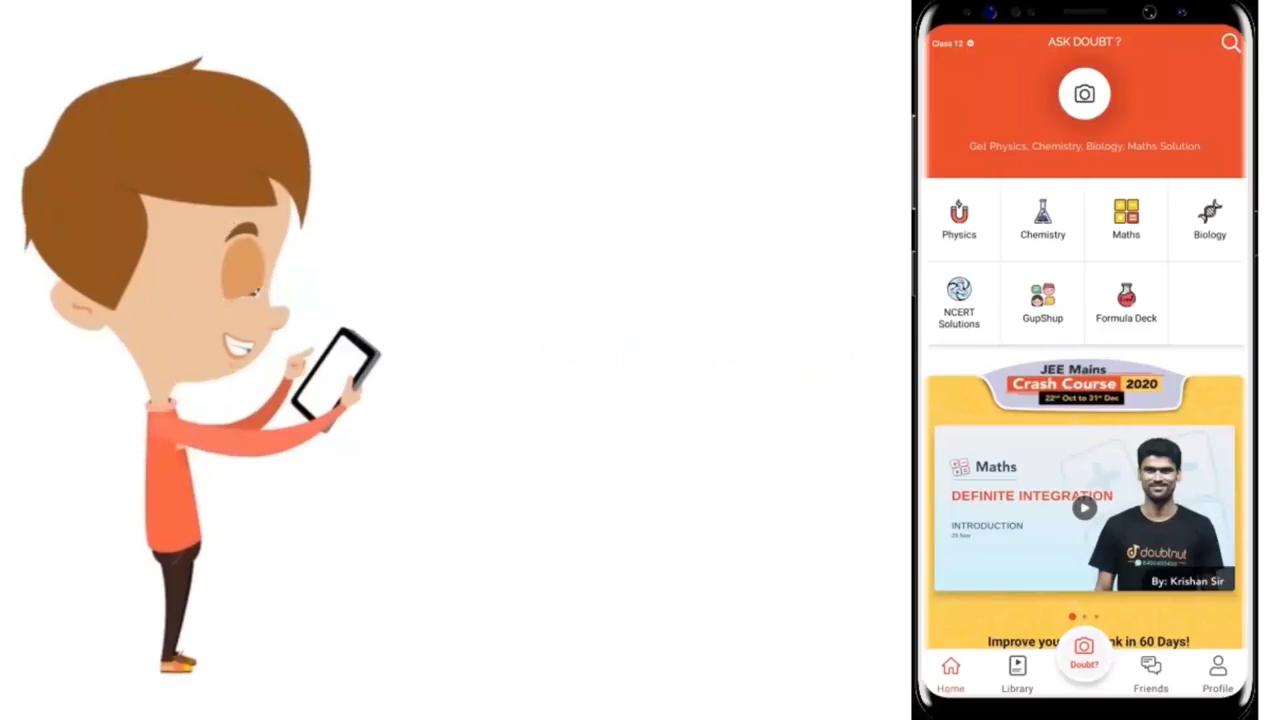 Class 12
ASK DOUBT ?
Get Physics, Chemistry, Biology, Maths Solution
Physics
Chemistry
Maths
Biology
NCERT
Solutions
GupShup
Formula Deck
JEE Mains
Crash Course 2020
22nd Oct to 31st Dec
Maths
DEFINITE INTEGRATION
INTRODUCTION
25 Nov
doubtnut
By: Krishan Sir
in 60 Days!
Improve
Doubt?
Home
Library
Friends
Profile